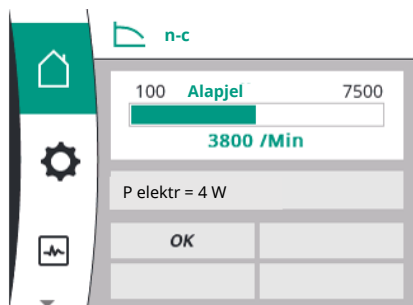 n-c
100 Alapjel 7500
3800 /Min
P elektr = 4 W
OK